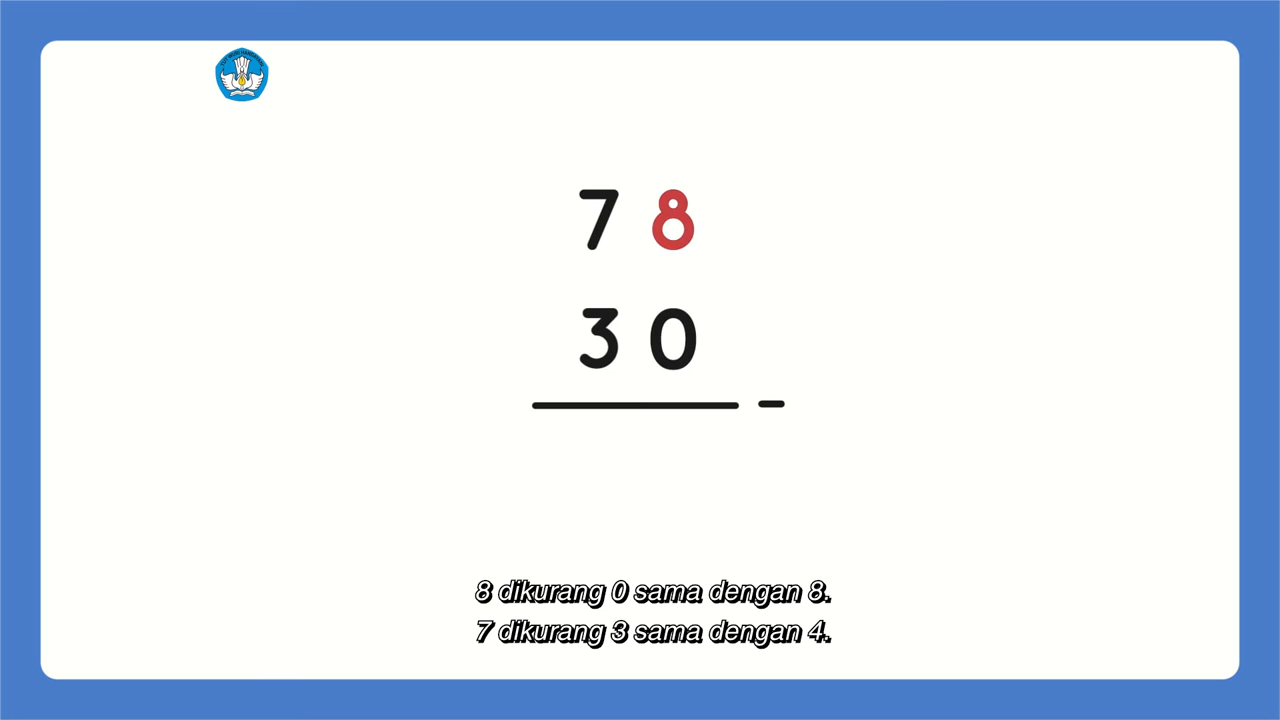 7 8
3 0
-
8 dikurang 0 sama dengan 8.
7 dikurang 3 sama dengan 4.